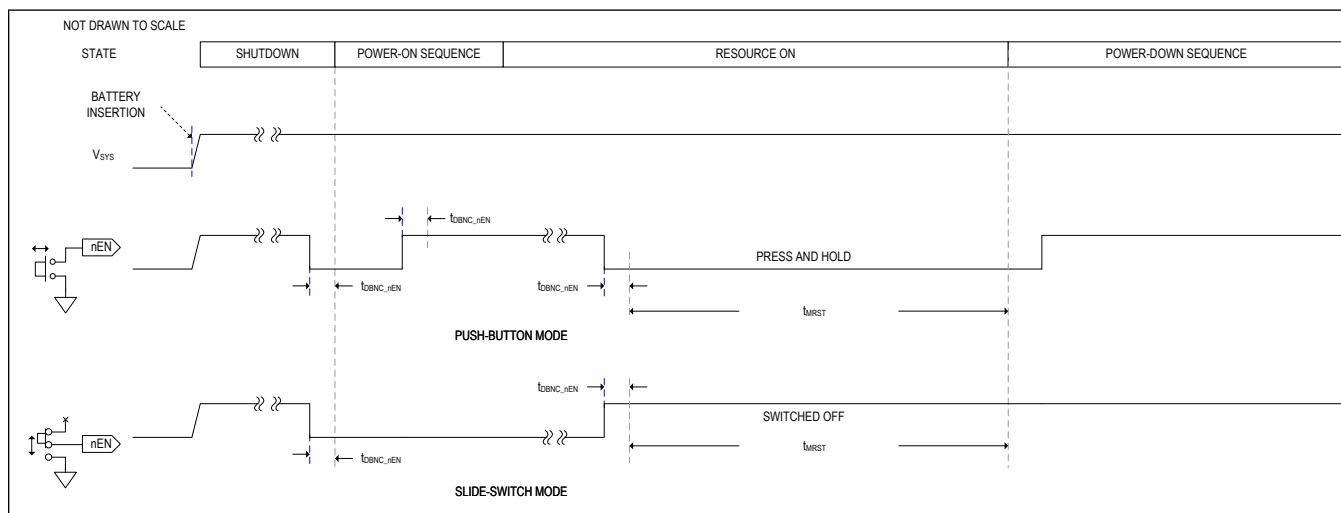 NOT DRAWN TO SCALE
STATE SHUTDOWN POWER-ON SEQUENCE RESOURCE ON POWER-DOWN SEQUENCE
BATTERY
INSERTION
VSYS
tDBNC_nEN
nEN
PRESS AND HOLD
tDBNC_nEN tDBNC_nEN
tMRST
PUSH-BUTTON MODE
tDBNC_nEN
SWITCHED OFF
nEN
tMRST
tDBNC_nEN
SLIDE-SWITCH MODE